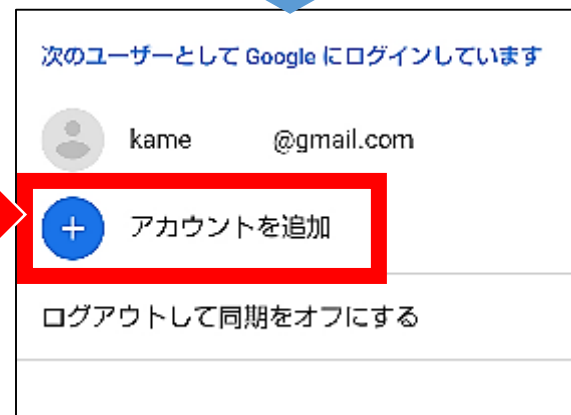 次のユーザーとして Google にログインしています
kame @gmail.com
アカウントを追加
ログアウトして同期をオフにする